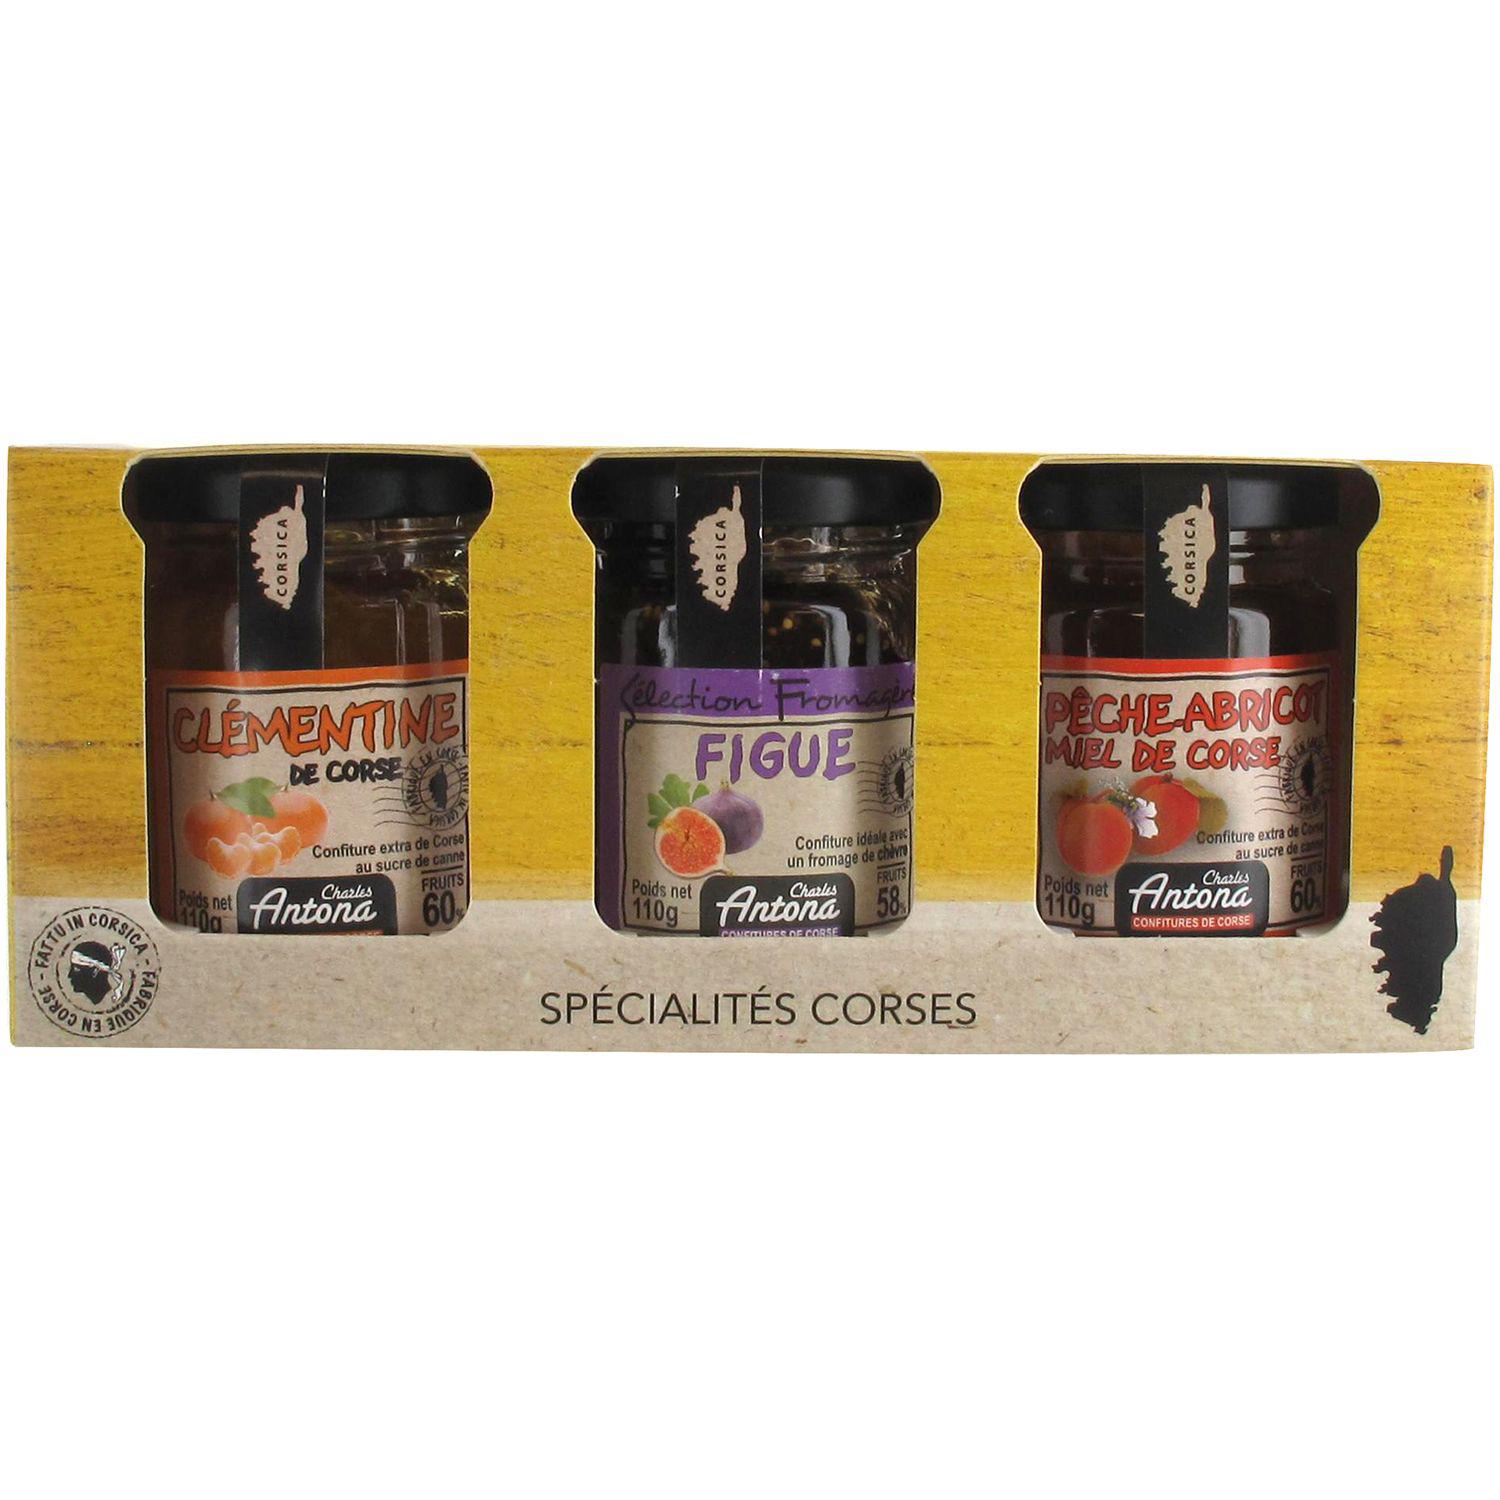 CORSICA
CLÉMENTINE
DE CORSE
Confiture extra de Corse
au sucre de canne
Poids net
110g
Charles
Antona
FRUITS
60%
CORSICA
Sélection Fromagère
FIGUE
Confiture idéale avec
un fromage de chèvre
Poids net
110g
Charles
Antona
CONFITURES DE CORSE
FRUITS
58%
CORSICA
PÊCHE-ABRICOT
MIEL DE CORSE
Confiture extra de Corse
au sucre de canne
Poids net
110g
Charles
Antona
CONFITURES DE CORSE
FRUITS
60%
FATTU IN CORSICA - FABRIQUE EN CORSE -
SPÉCIALITÉS CORSES